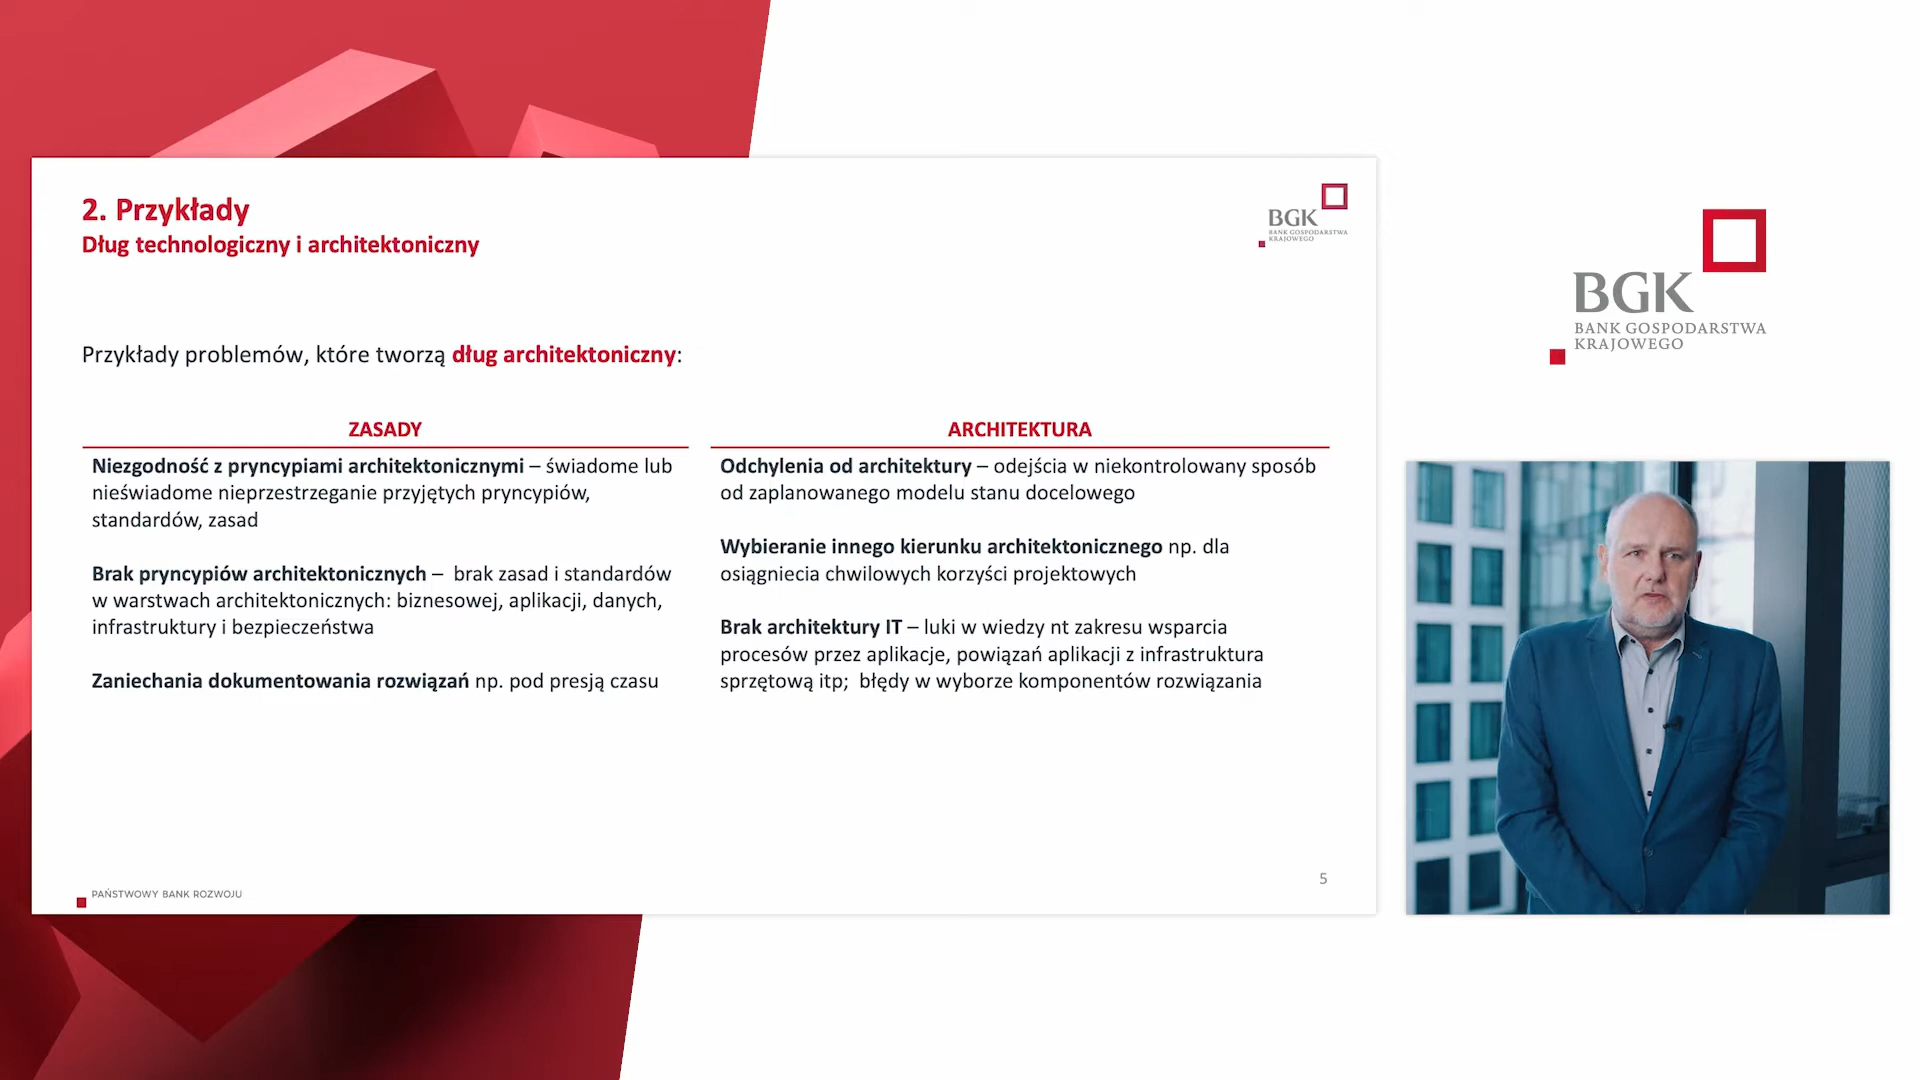 2. Przykłady
Dług technologiczny i architektoniczny
BGK
BANK GOSPODARSTWA
KRAJOWEGO
Przykłady problemów, które tworzą dług architektoniczny:
ZASADY
Niezgodność z pryncypiami architektonicznymi – świadome lub
nieświadome nieprzestrzeganie przyjętych pryncypiów,
standardów, zasad
Brak pryncypiów architektonicznych –  brak zasad i standardów
w warstwach architektonicznych: biznesowej, aplikacji, danych,
infrastruktury i bezpieczeństwa
Zaniechania dokumentowania rozwiązań np. pod presją czasu
ARCHITEKTURA
Odchylenia od architektury – odejścia w niekontrolowany sposób
od zaplanowanego modelu stanu docelowego
Wybieranie innego kierunku architektonicznego np. dla
osiągniecia chwilowych korzyści projektowych
Brak architektury IT – luki w wiedzy nt zakresu wsparcia
procesów przez aplikacje, powiązań aplikacji z infrastruktura
sprzętową itp;  błędy w wyborze komponentów rozwiązania
PAŃSTWOWY BANK ROZWOJU
5
BGK
BANK GOSPODARSTWA
KRAJOWEGO